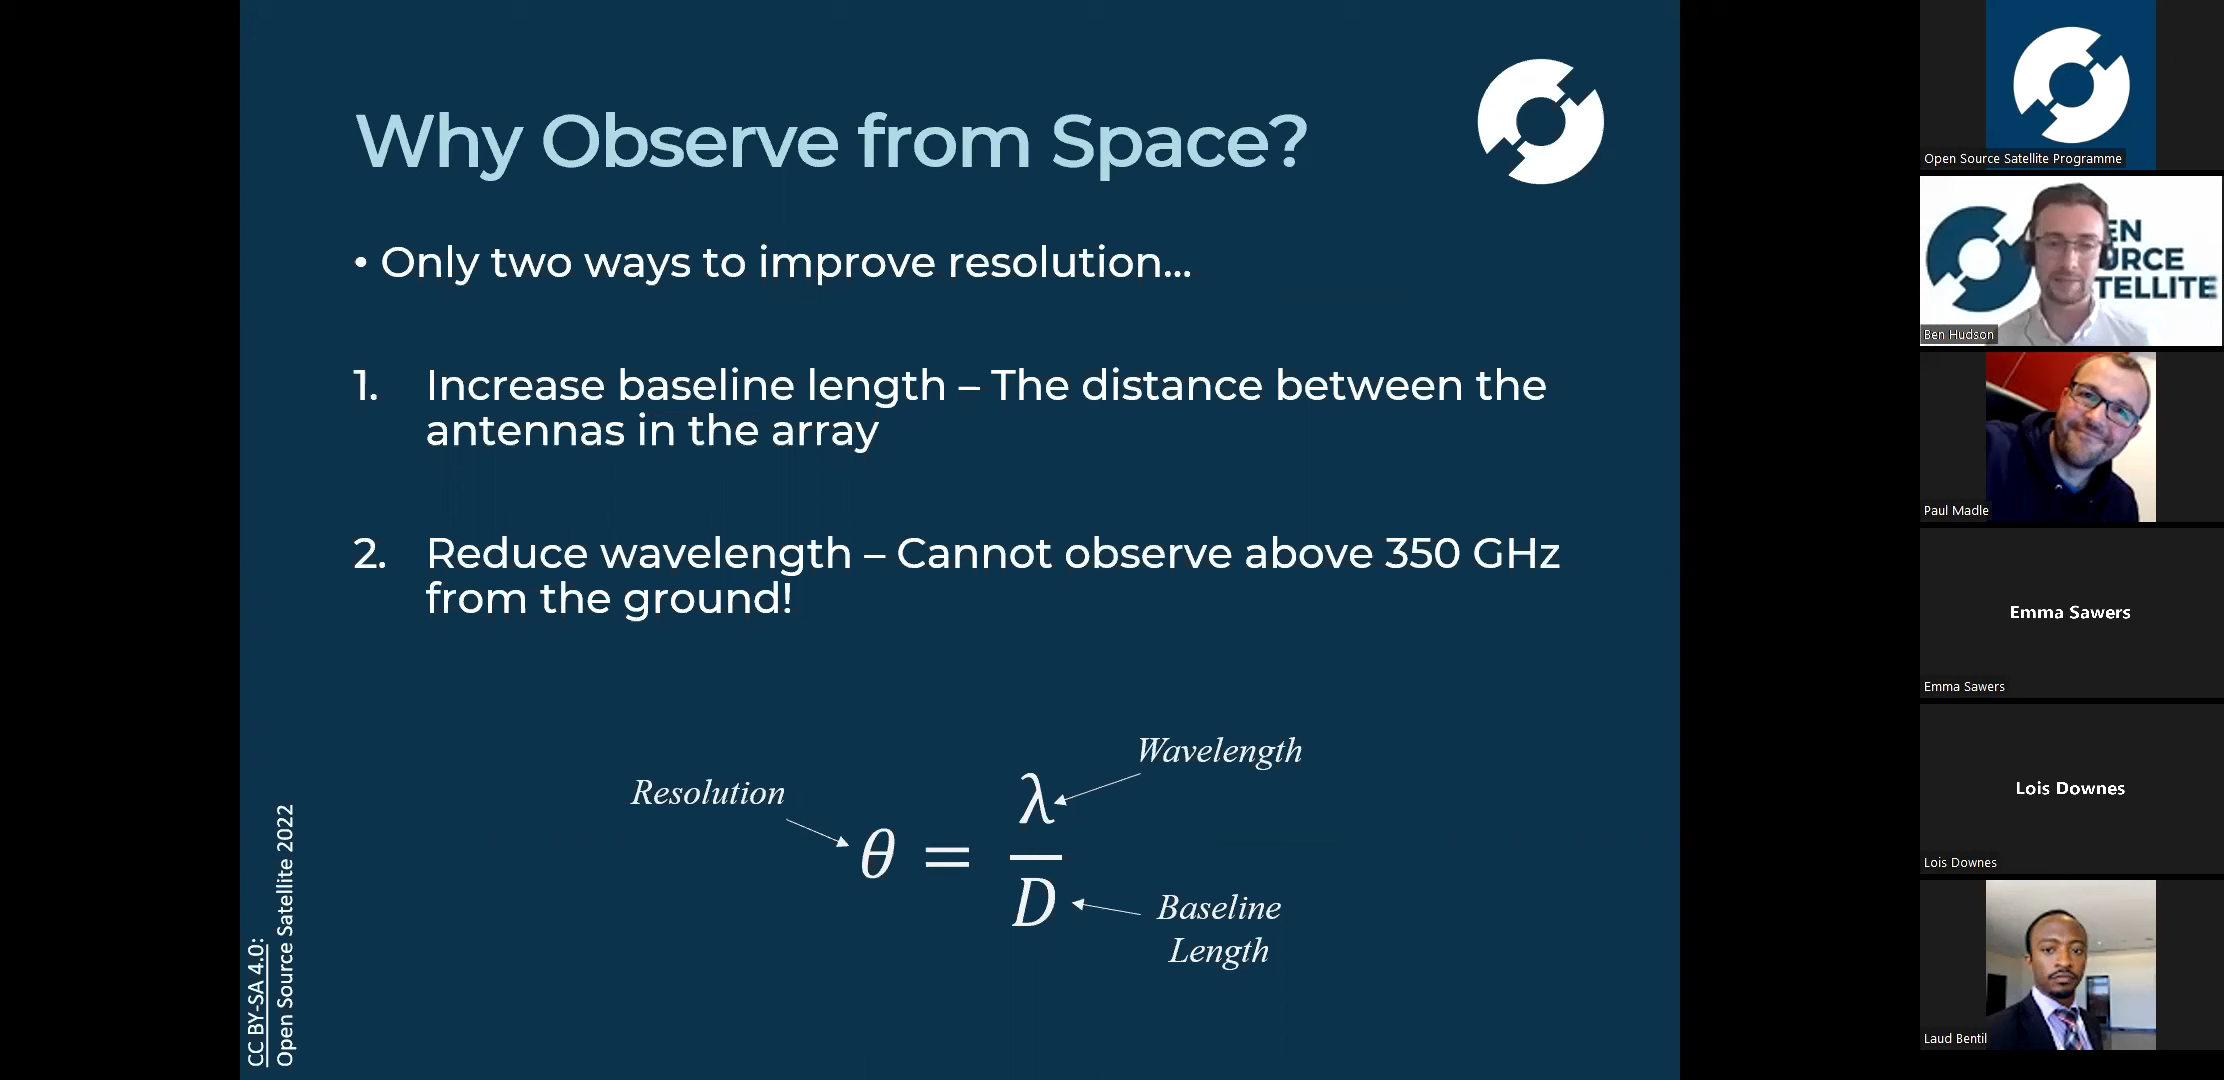 Why Observe from Space?
• Only two ways to improve resolution...
1. Increase baseline length – The distance between the
antennas in the array
2. Reduce wavelength – Cannot observe above 350 GHz
from the ground!
Wavelength
Resolution
θ = λ
D
Baseline
Length
CC BY-SA 4.0:
Open Source Satellite 2022
Open Source Satellite Programme
EN
URCE
TELLITE
Ben Hudson
Paul Madle
Emma Sawers
Emma Sawers
Lois Downes
Lois Downes
Laud Bentil